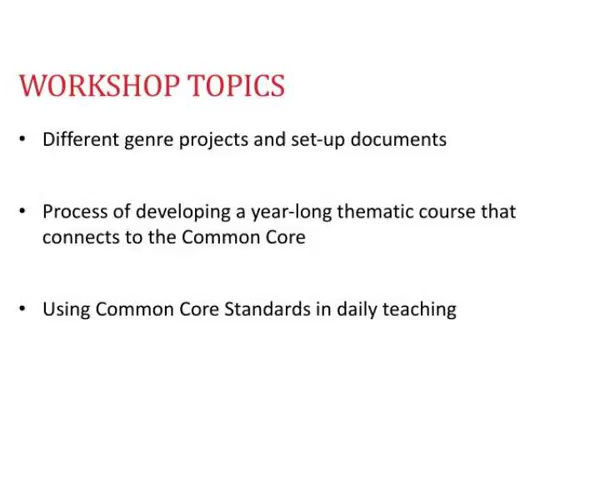 WORKSHOP TOPICS
• Different genre projects and set-up documents
• Process of developing a year-long thematic course that
connects to the Common Core
• Using Common Core Standards in daily teaching